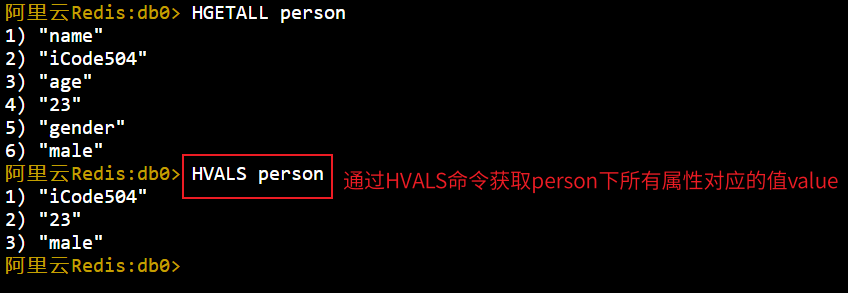 阿里云Redis:db0> HGETALL person
1) "name"
2) "iCode504"
3) "age"
4) "23"
5) "gender"
6) "male"
阿里云Redis:db0> HVALS person 通过HVALS命令获取person下所有属性对应的值value
1) "iCode504"
2) "23"
3) "male"
阿里云Redis:db0>